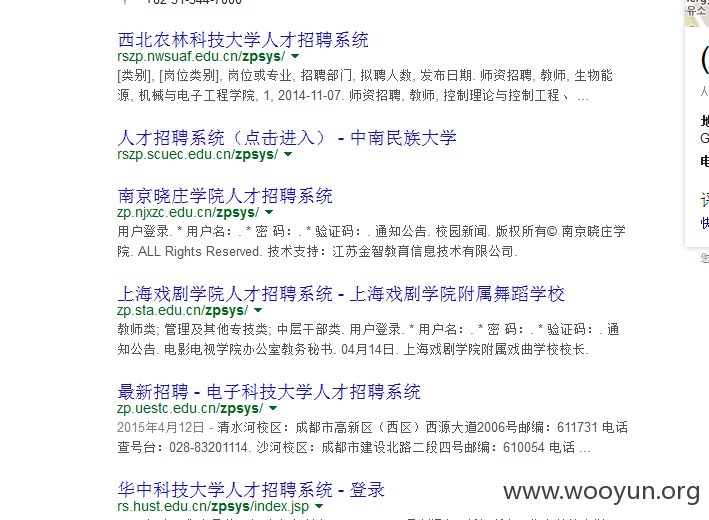 +62 31-344-7000
西北农林科技大学人才招聘系统
rszp.nwsuaf.edu.cn/zpsys/
[类别], [岗位类别], 岗位或专业, 招聘部门, 拟聘人数, 发布日期. 师资招聘, 教师, 生物能
源, 机械与电子工程学院, 1, 2014-11-07. 师资招聘, 教师, 控制理论与控制工程、 ...
人才招聘系统（点击进入） - 中南民族大学
rszp.scuec.edu.cn/zpsys/
南京晓庄学院人才招聘系统
zp.njxzc.edu.cn/zpsys/
用户登录. * 用户名：. * 密 码：. * 验证码：. 通知公告. 校园新闻. 版权所有© 南京晓庄学
院. ALL Rights Reserved. 技术支持：江苏金智教育信息技术有限公司.
上海戏剧学院人才招聘系统 - 上海戏剧学院附属舞蹈学校
zp.sta.edu.cn/zpsys/
教师类; 管理及其他专技类; 中层干部类. 用户登录. * 用户名：. * 密 码：. * 验证码：. 通
知公告. 电影电视学院办公室教务秘书. 04月14日. 上海戏剧学院附属戏曲学校校长.
最新招聘 - 电子科技大学人才招聘系统
zp.uestc.edu.cn/zpsys/
2015年4月12日 - 清水河校区：成都市高新区（西区）西源大道2006号邮编：611731 电话
查号台：028-83201114. 沙河校区：成都市建设北路二段四号邮编：610054 电话 ...
华中科技大学人才招聘系统 - 登录
rs.hust.edu.cn/zpsys/index.jsp
www.wooyun.org
有洙